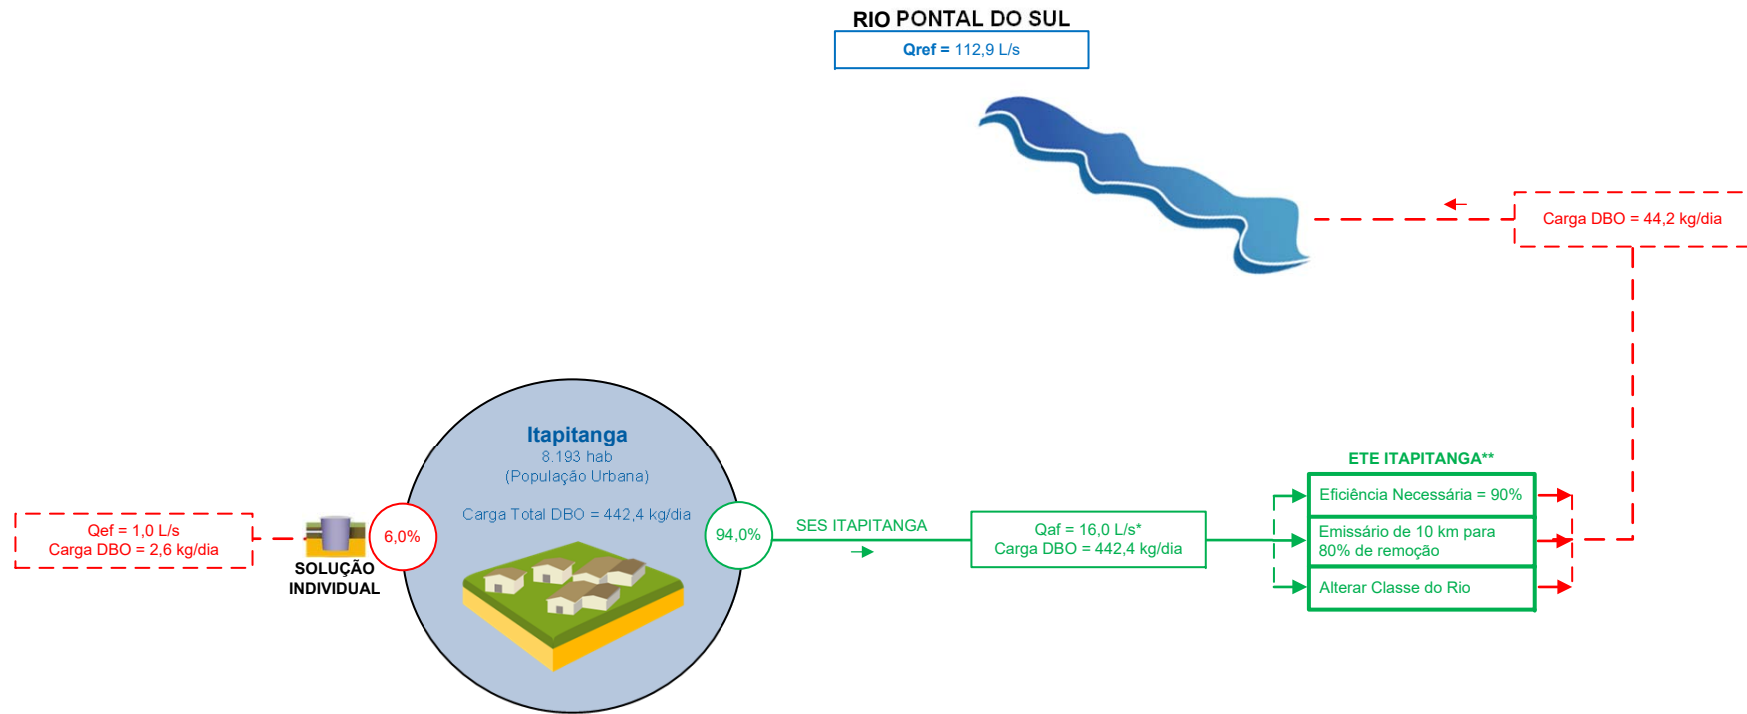 RIO PONTAL DO SUL
Qref = 112,9 L/s
Carga DBO = 44,2 kg/dia
Itapitanga
8.193 hab
(População Urbana)
Carga Total DBO = 442,4 kg/dia
Qef = 1,0 L/s
Carga DBO = 2,6 kg/dia
SOLUÇÃO
INDIVIDUAL
6,0%
94,0%
SES ITAPITANGA
Qaf = 16,0 L/s*
Carga DBO = 442,4 kg/dia
ETE ITAPITANGA**
Eficiência Necessária = 90%
Emissário de 10 km para
80% de remoção
Alterar Classe do Rio